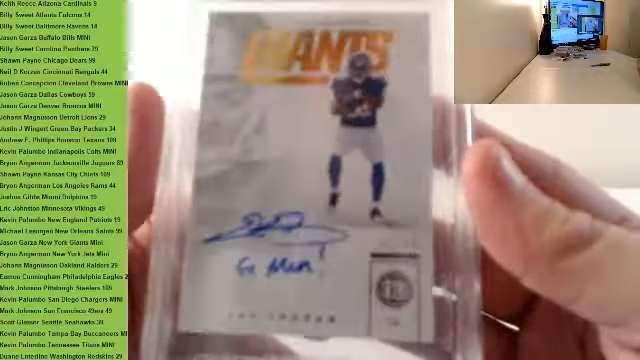 Keith Reece Arizona Cardinals 9
Billy Sweet Atlanta Falcons 14
Billy Sweet Baltimore Ravens 14
Jason Garza Buffalo Bills MINI
Billy Sweet Carolina Panthers 79
Shawn Payne Chicago Bears 99
Neil D Korzun Cincinnati Bengals 44
Ruben Concepcion Cleveland Browns MINI
Jason Garza Dallas Cowboys 59
Jason Garza Denver Broncos MINI
Johann Magnusson Detroit Lions 29
Justin J Wingert Green Bay Packers 34
Andrew F. Phillips Houston Texans 109
Kevin Palumbo Indianapolis Colts MINI
Bryon Angerman Jacksonville Jaguars 89
Shawn Payne Kansas City Chiefs 109
Bryon Angerman Los Angeles Rams 44
Joshua Gibbs Miami Dolphins 19
Eric Johnston Minnesota Vikings 49
Kevin Palumbo New England Patriots 19
Michael Lesorgen New Orleans Saints 99
Jason Garza New York Giants Mini
Bryon Angerman New York Jets Mini
Johann Magnusson Oakland Raiders 29
Eamon Cunningham Philadelphia Eagles 2
Mark Johnson Pittsburgh Steelers 109
Kevin Palumbo San Diego Chargers MINI
Mark Johnson San Francisco 49ers 49
Scott Glasser Seattle Seahawks 39
Kevin Palumbo Tampa Bay Buccaneers MI
Kevin Palumbo Tennessee Titans MINI
Duane Enterline Washington Redskins 29
GIANTS